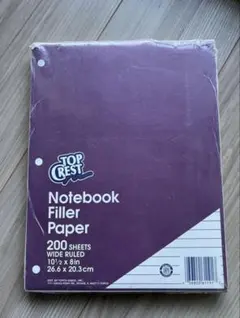 TOP
CREST
Notebook
Filler
Paper
200 SHEETS
WIDE RULED
10½ x 8in
26.6 x 20.3cm